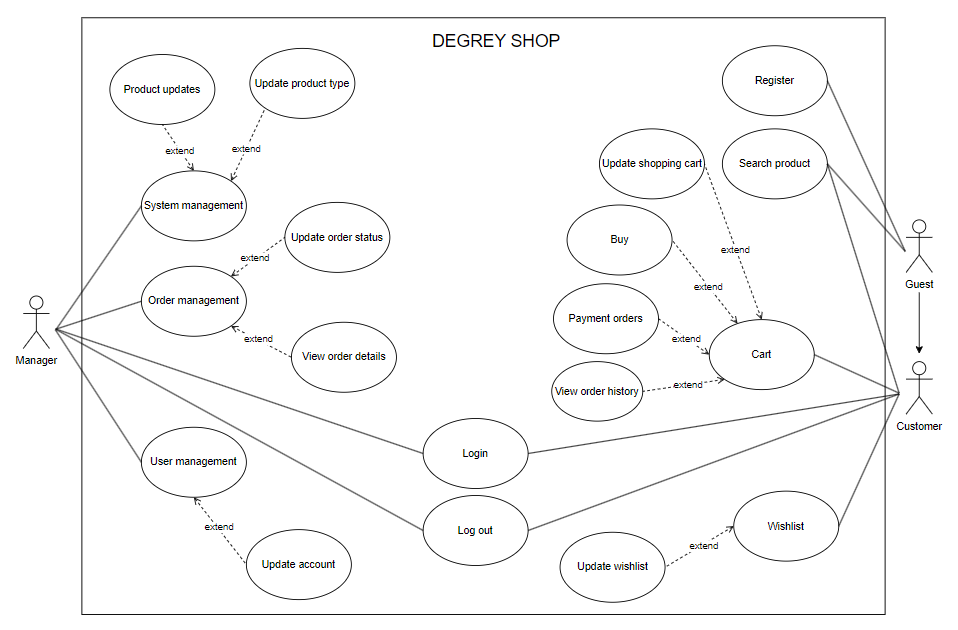 DEGREY SHOP
Product updates
Update product type
Register
extend
extend
Update shopping cart
Search product
System management
Update order status
Buy
extend
extend
Guest
Order management
extend
Payment orders
extend
extend
Cart
Manager
View order details
View order history
extend
Customer
Login
User management
extend
Log out
Wishlist
extend
Update account
Update wishlist